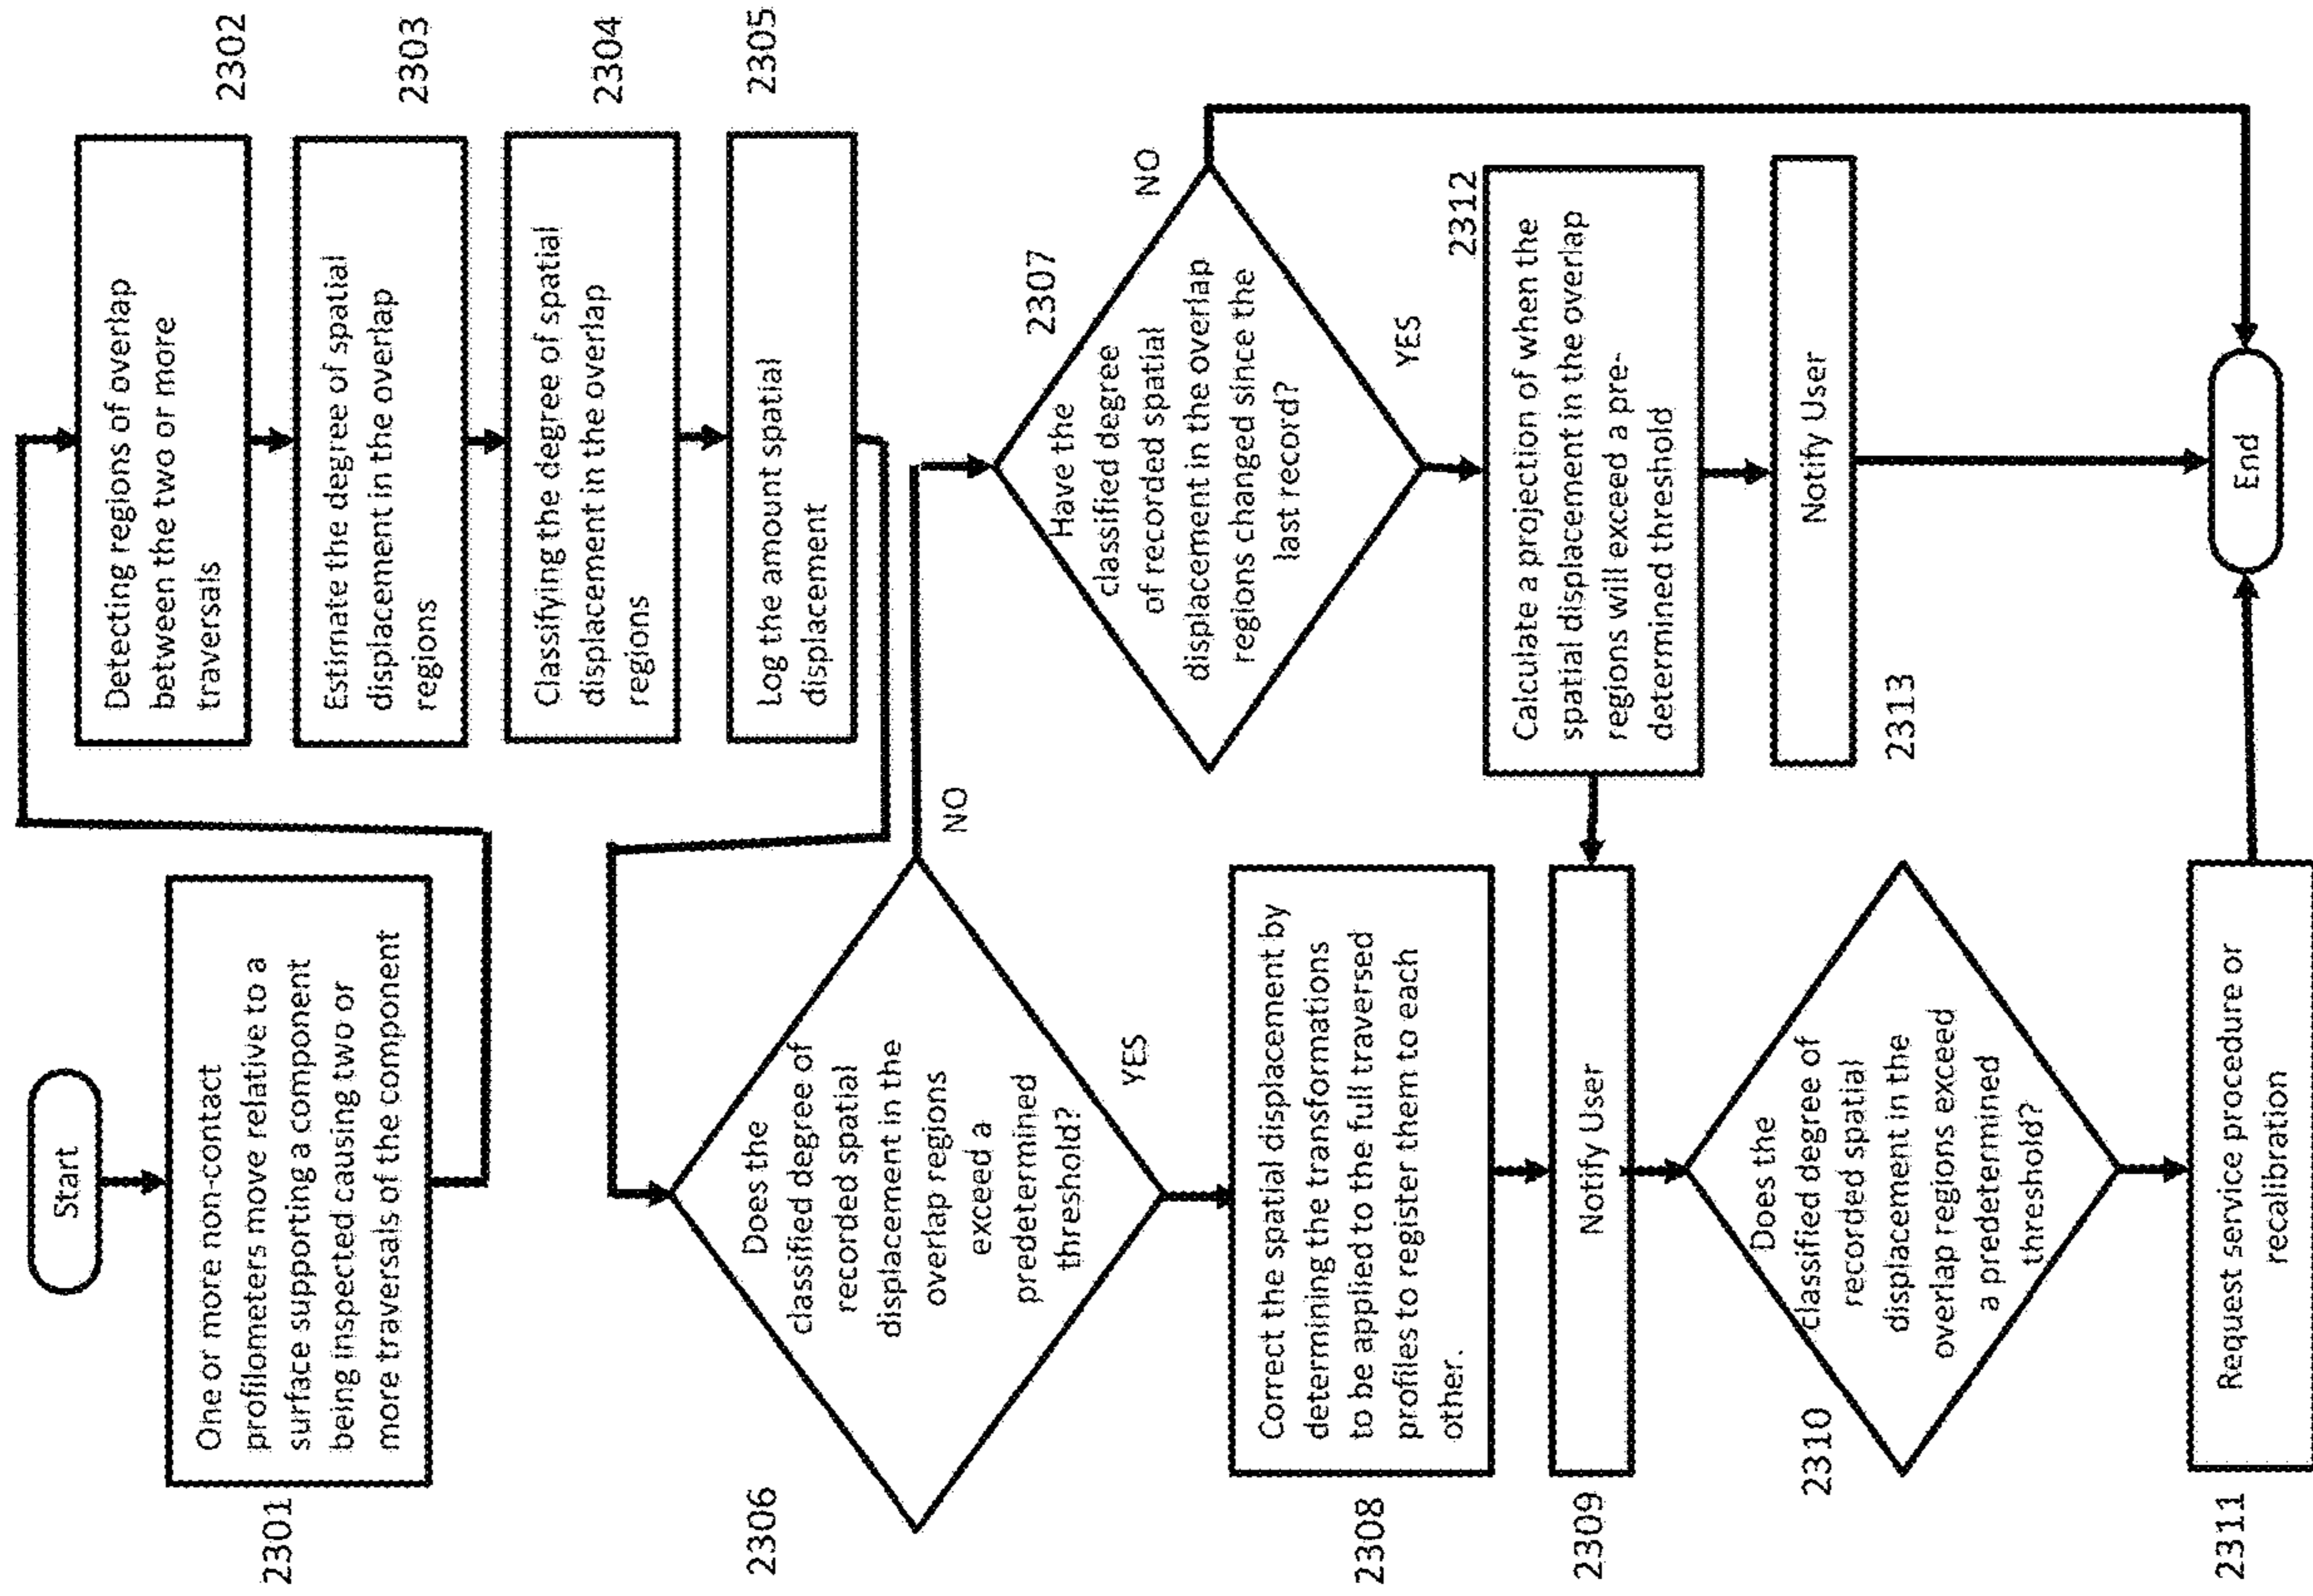 Start
2301
One or more non-contact
profilometers move relative to a
surface supporting a component
being inspected causing two or
more traversals of the component
2302
Detecting regions of overlap
between the two or more
traversals
2303
Estimate the degree of spatial
displacement in the overlap
regions
2304
Classifying the degree of spatial
displacement in the overlap
regions
2305
Log the amount spatial
displacement
2306
Does the
classified degree of
recorded spatial
displacement in the
overlap regions
exceed a
predetermined
threshold?
NO
YES
2307
Have the
classified degree
of recorded spatial
displacement in the overlap
regions changed since the
last record?
NO
YES
2308
Correct the spatial displacement by
determining the transformations
to be applied to the full traversed
profiles to register them to each
other.
2309
Notify User
2310
Does the
classified degree of
recorded spatial
displacement in the
overlap regions exceed
a predetermined
threshold?
2311
Request service procedure or
recalibration
2312
Calculate a projection of when the
spatial displacement in the overlap
regions will exceed a pre-
determined threshold
2313
Notify User
End